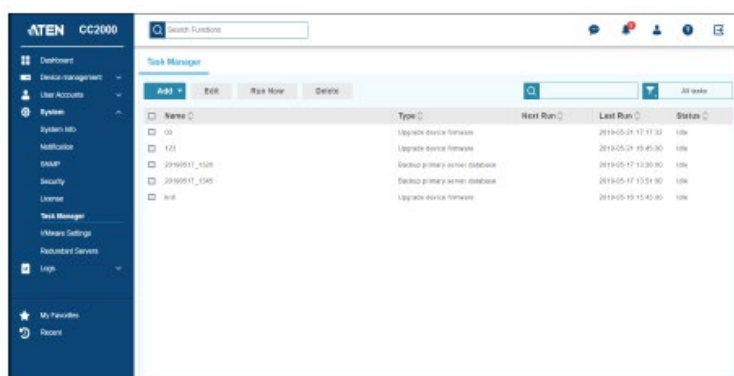 ATEN CC2000
Search Functions
Dashboard
Device management
User Accounts
System
System Info
Notification
SNMP
Security
License
Task Manager
VMware Settings
Redundant Servers
Logs
My Favorites
Recent
Task Manager
Add Edit Run Now Delete All tasks
Name Type Next Run Last Run Status
Upgrade device firmware 2019-05-21 17:17:32 Idle
123 Upgrade device firmware 2019-05-21 16:45:00 Idle
20190517_1328 Backup primary server database 2019-05-17 13:30:00 Idle
20190517_1345 Backup primary server database 2019-05-17 13:51:00 Idle
test Upgrade device firmware 2019-05-16 15:43:00 Idle